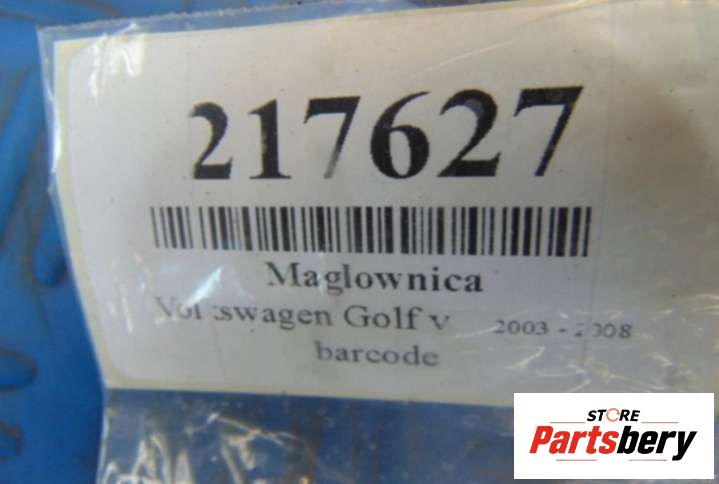 217627
Maglownica
Volkswagen Golf v 2003 - 2008
barcode
STORE
Partsbery